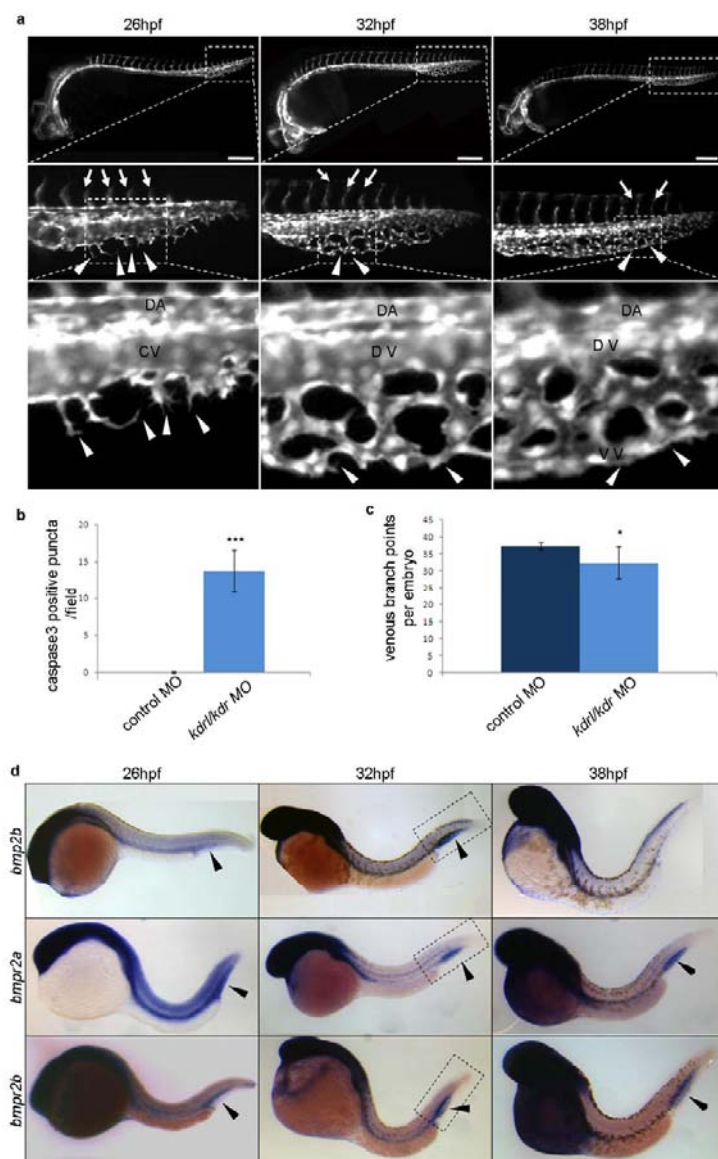 a
26hpf 32hpf 38hpf
DA
CV
DA
D V
DA
D V
V V
b
caspase3 positive puncta
/field
20
15
10
5
0
***
control MO
kdrl/kdr MO
c
venous branch points
per embryo
45
40
35
30
25
20
15
10
5
0
*
control MO
kdrl/kdr MO
d
26hpf 32hpf 38hpf
bmp2b
bmpr2a
bmpr2b